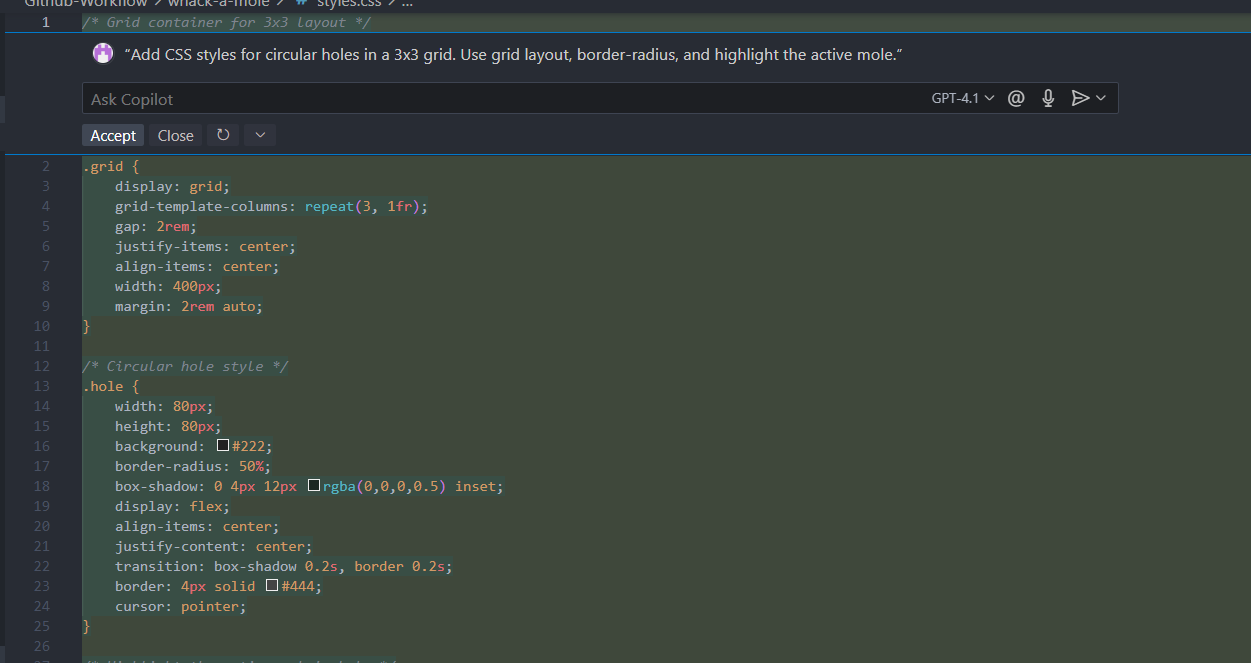 Github-Workflow > whack-a-mole > # styles.css > ...
1 /* Grid container for 3x3 layout */
“Add CSS styles for circular holes in a 3x3 grid. Use grid layout, border-radius, and highlight the active mole.”
Ask Copilot GPT-4.1 @
Accept Close
2 .grid {
3 display: grid;
4 grid-template-columns: repeat(3, 1fr);
5 gap: 2rem;
6 justify-items: center;
7 align-items: center;
8 width: 400px;
9 margin: 2rem auto;
10 }
11
12 /* Circular hole style */
13 .hole {
14 width: 80px;
15 height: 80px;
16 background: #222;
17 border-radius: 50%;
18 box-shadow: 0 4px 12px rgba(0,0,0,0.5) inset;
19 display: flex;
20 align-items: center;
21 justify-content: center;
22 transition: box-shadow 0.2s, border 0.2s;
23 border: 4px solid #444;
24 cursor: pointer;
25 }
26